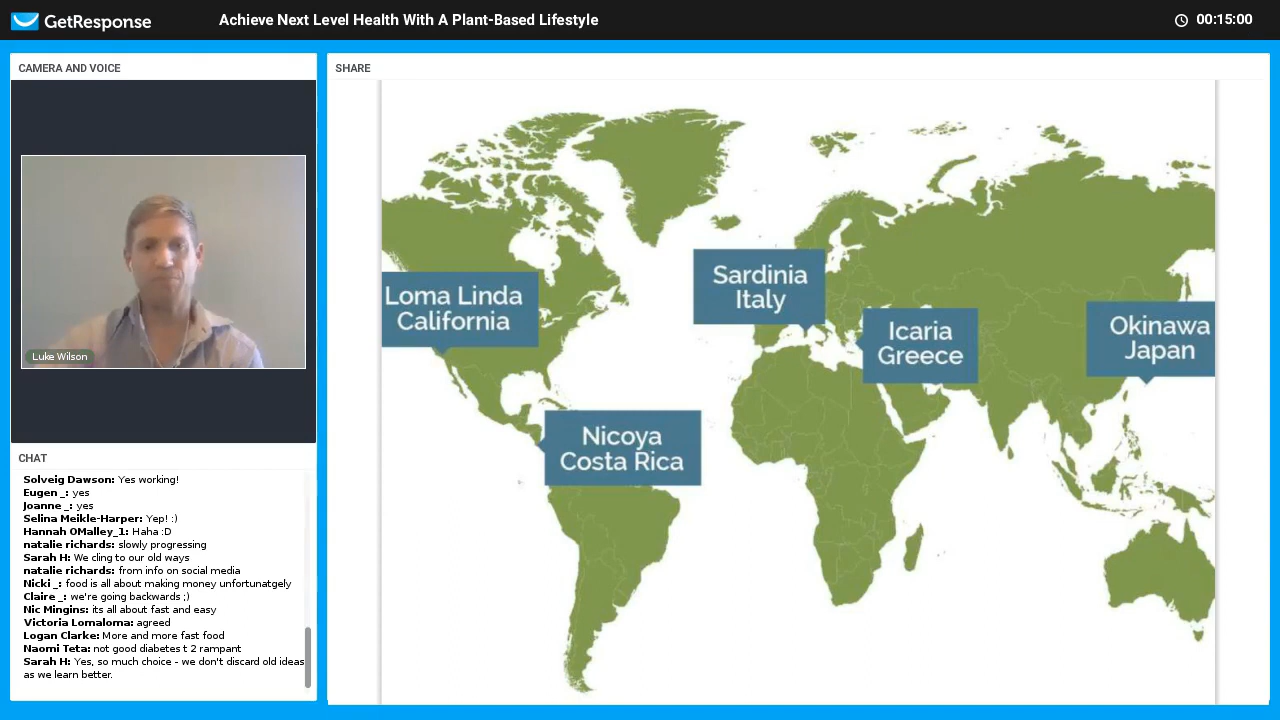 GetResponse
Achieve Next Level Health With A Plant-Based Lifestyle
00:15:00
CAMERA AND VOICE
Luke Wilson
CHAT
Solveig Dawson: Yes working!
Eugen _: yes
Joanne _: yes
Selina Meikle-Harper: Yep! :)
Hannah OMalley_1: Haha :D
natalie richards: slowly progressing
Sarah H: We cling to our old ways
natalie richards: from info on social media
Nicki _: food is all about making money unfortunatgely
Claire _: we're going backwards ;)
Nic Mingins: its all about fast and easy
Victoria Lomaloma: agreed
Logan Clarke: More and more fast food
Naomi Teta: not good diabetes t 2 rampant
Sarah H: Yes, so much choice - we don't discard old ideas
as we learn better.
SHARE
Loma Linda
California
Sardinia
Italy
Icaria
Greece
Okinawa
Japan
Nicoya
Costa Rica